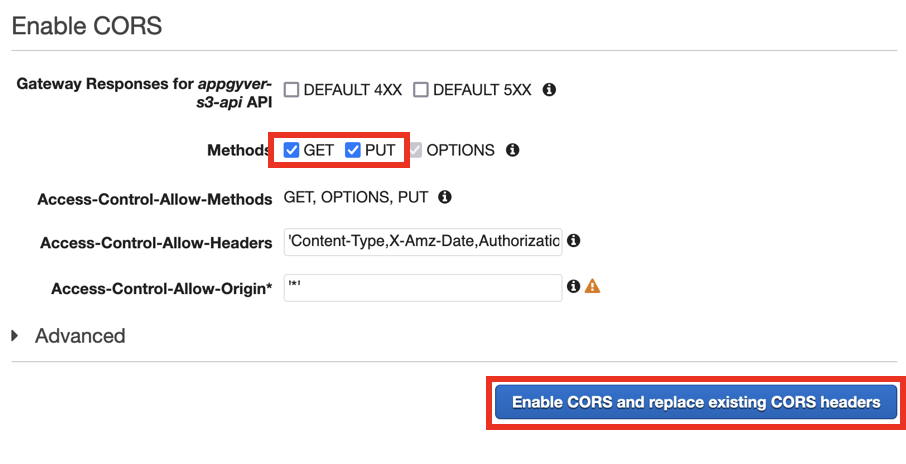 Enable CORS
Gateway Responses for appgyver-
s3-api API
DEFAULT 4XX DEFAULT 5XX
Methods GET PUT OPTIONS
Access-Control-Allow-Methods GET, OPTIONS, PUT
Access-Control-Allow-Headers 'Content-Type,X-Amz-Date,Authorizatio
Access-Control-Allow-Origin* '*'
Advanced
Enable CORS and replace existing CORS headers